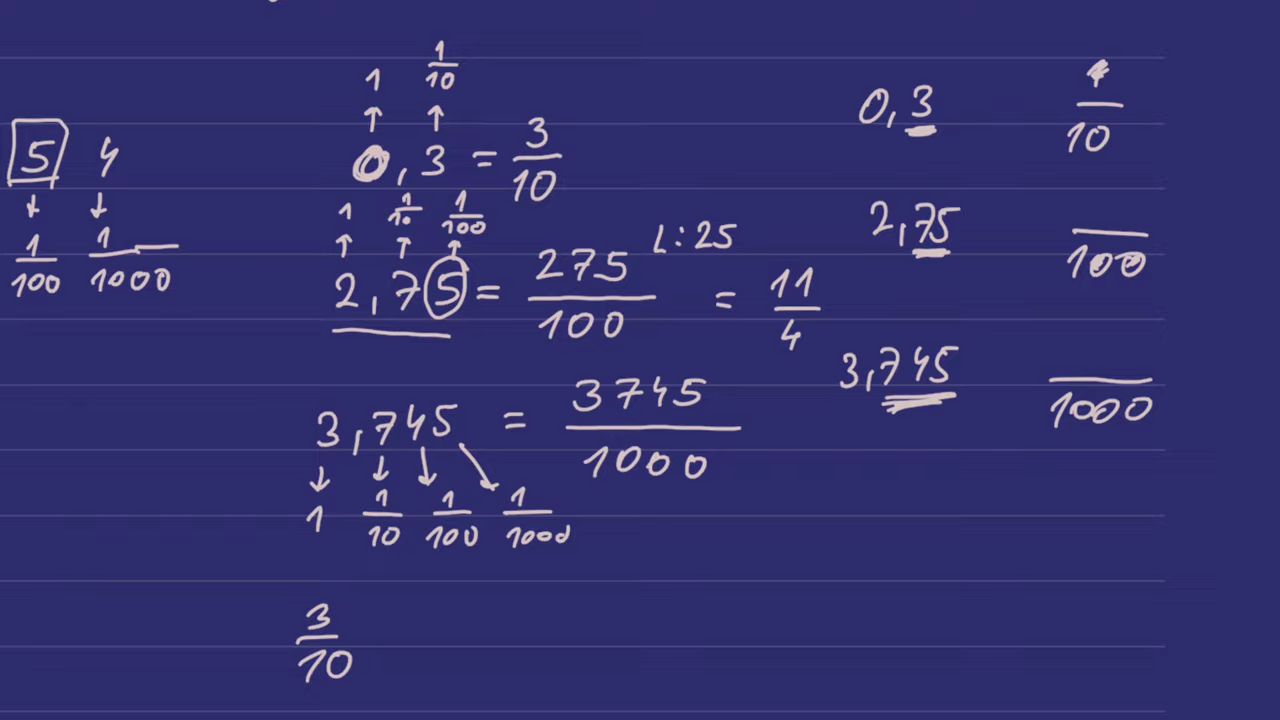 1 1/10
0,3 = 3/10
5 4
1/100 1/1000
1 1/10 1/100
2,75 = 275/100 L:25 = 11/4
3,745 = 3745/1000
1 1/10 1/100 1/1000
3/10
0,3 /10
2,75 /100
3,745 /1000